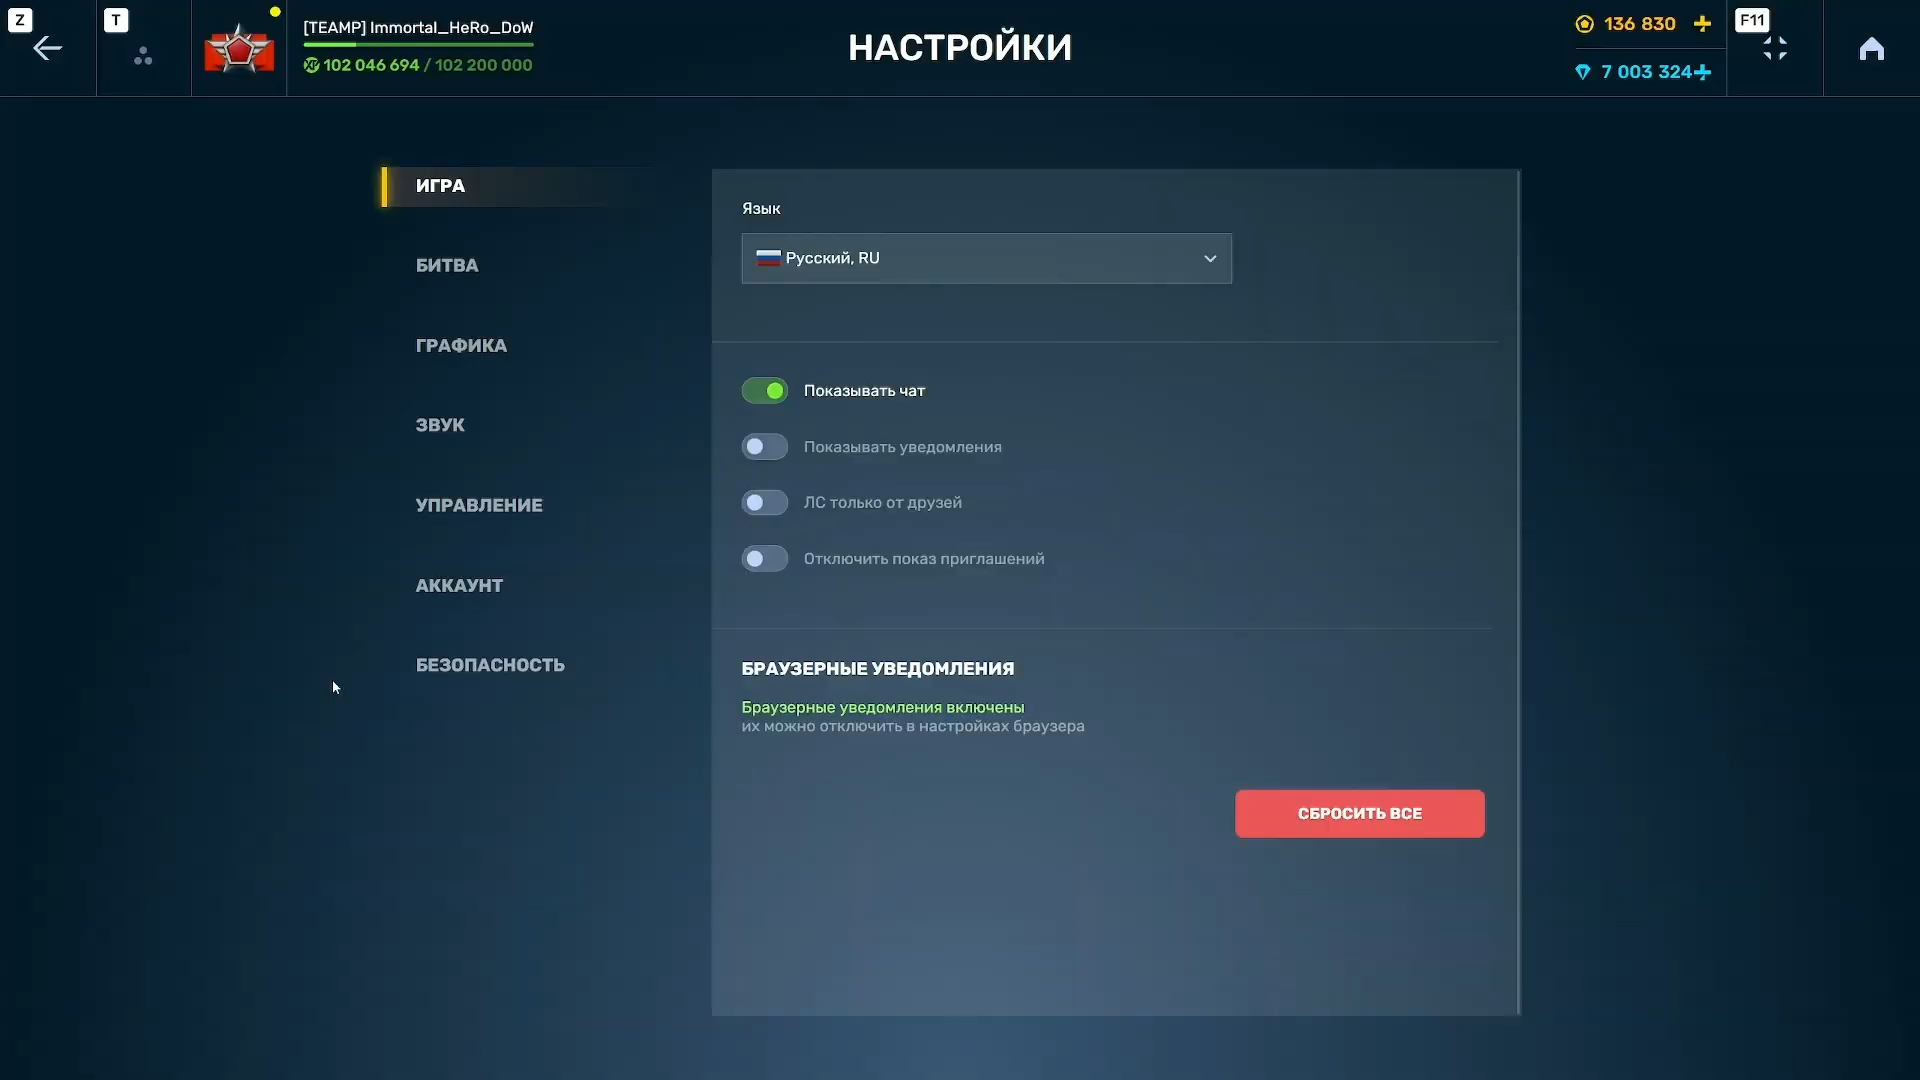 Z
T
[TEAMP] Immortal_HeRo_DoW
XP 102 046 694 / 102 200 000
НАСТРОЙКИ
136 830
7 003 324
F11
ИГРА
БИТВА
ГРАФИКА
ЗВУК
УПРАВЛЕНИЕ
АККАУНТ
БЕЗОПАСНОСТЬ
Язык
Русский, RU
Показывать чат
Показывать уведомления
ЛС только от друзей
Отключить показ приглашений
БРАУЗЕРНЫЕ УВЕДОМЛЕНИЯ
Браузерные уведомления включены
их можно отключить в настройках браузера
СБРОСИТЬ ВСЕ